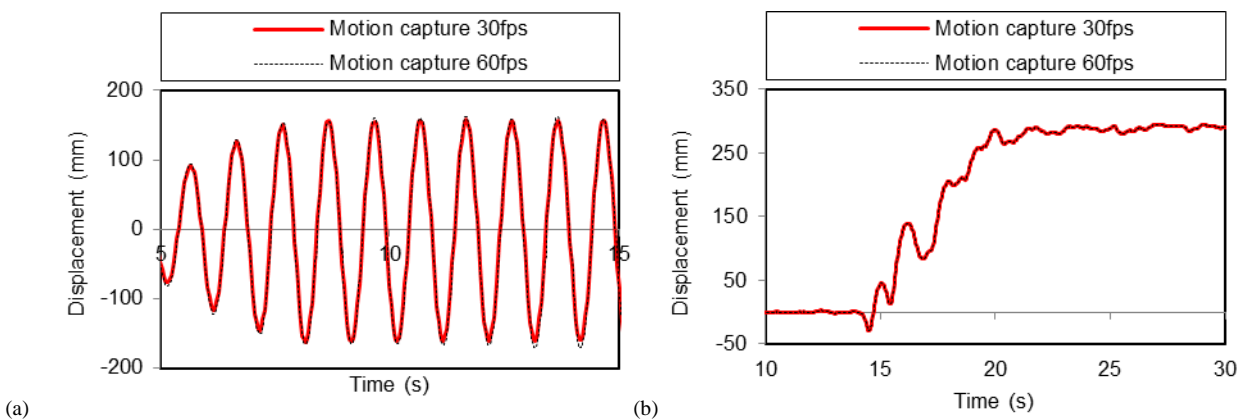 Motion capture 30fps
Motion capture 60fps
200
100
0
-100
-200
5
10
15
Displacement (mm)
Time (s)
(a)
Motion capture 30fps
Motion capture 60fps
350
250
150
50
-50
10
15
20
25
30
Displacement (mm)
Time (s)
(b)